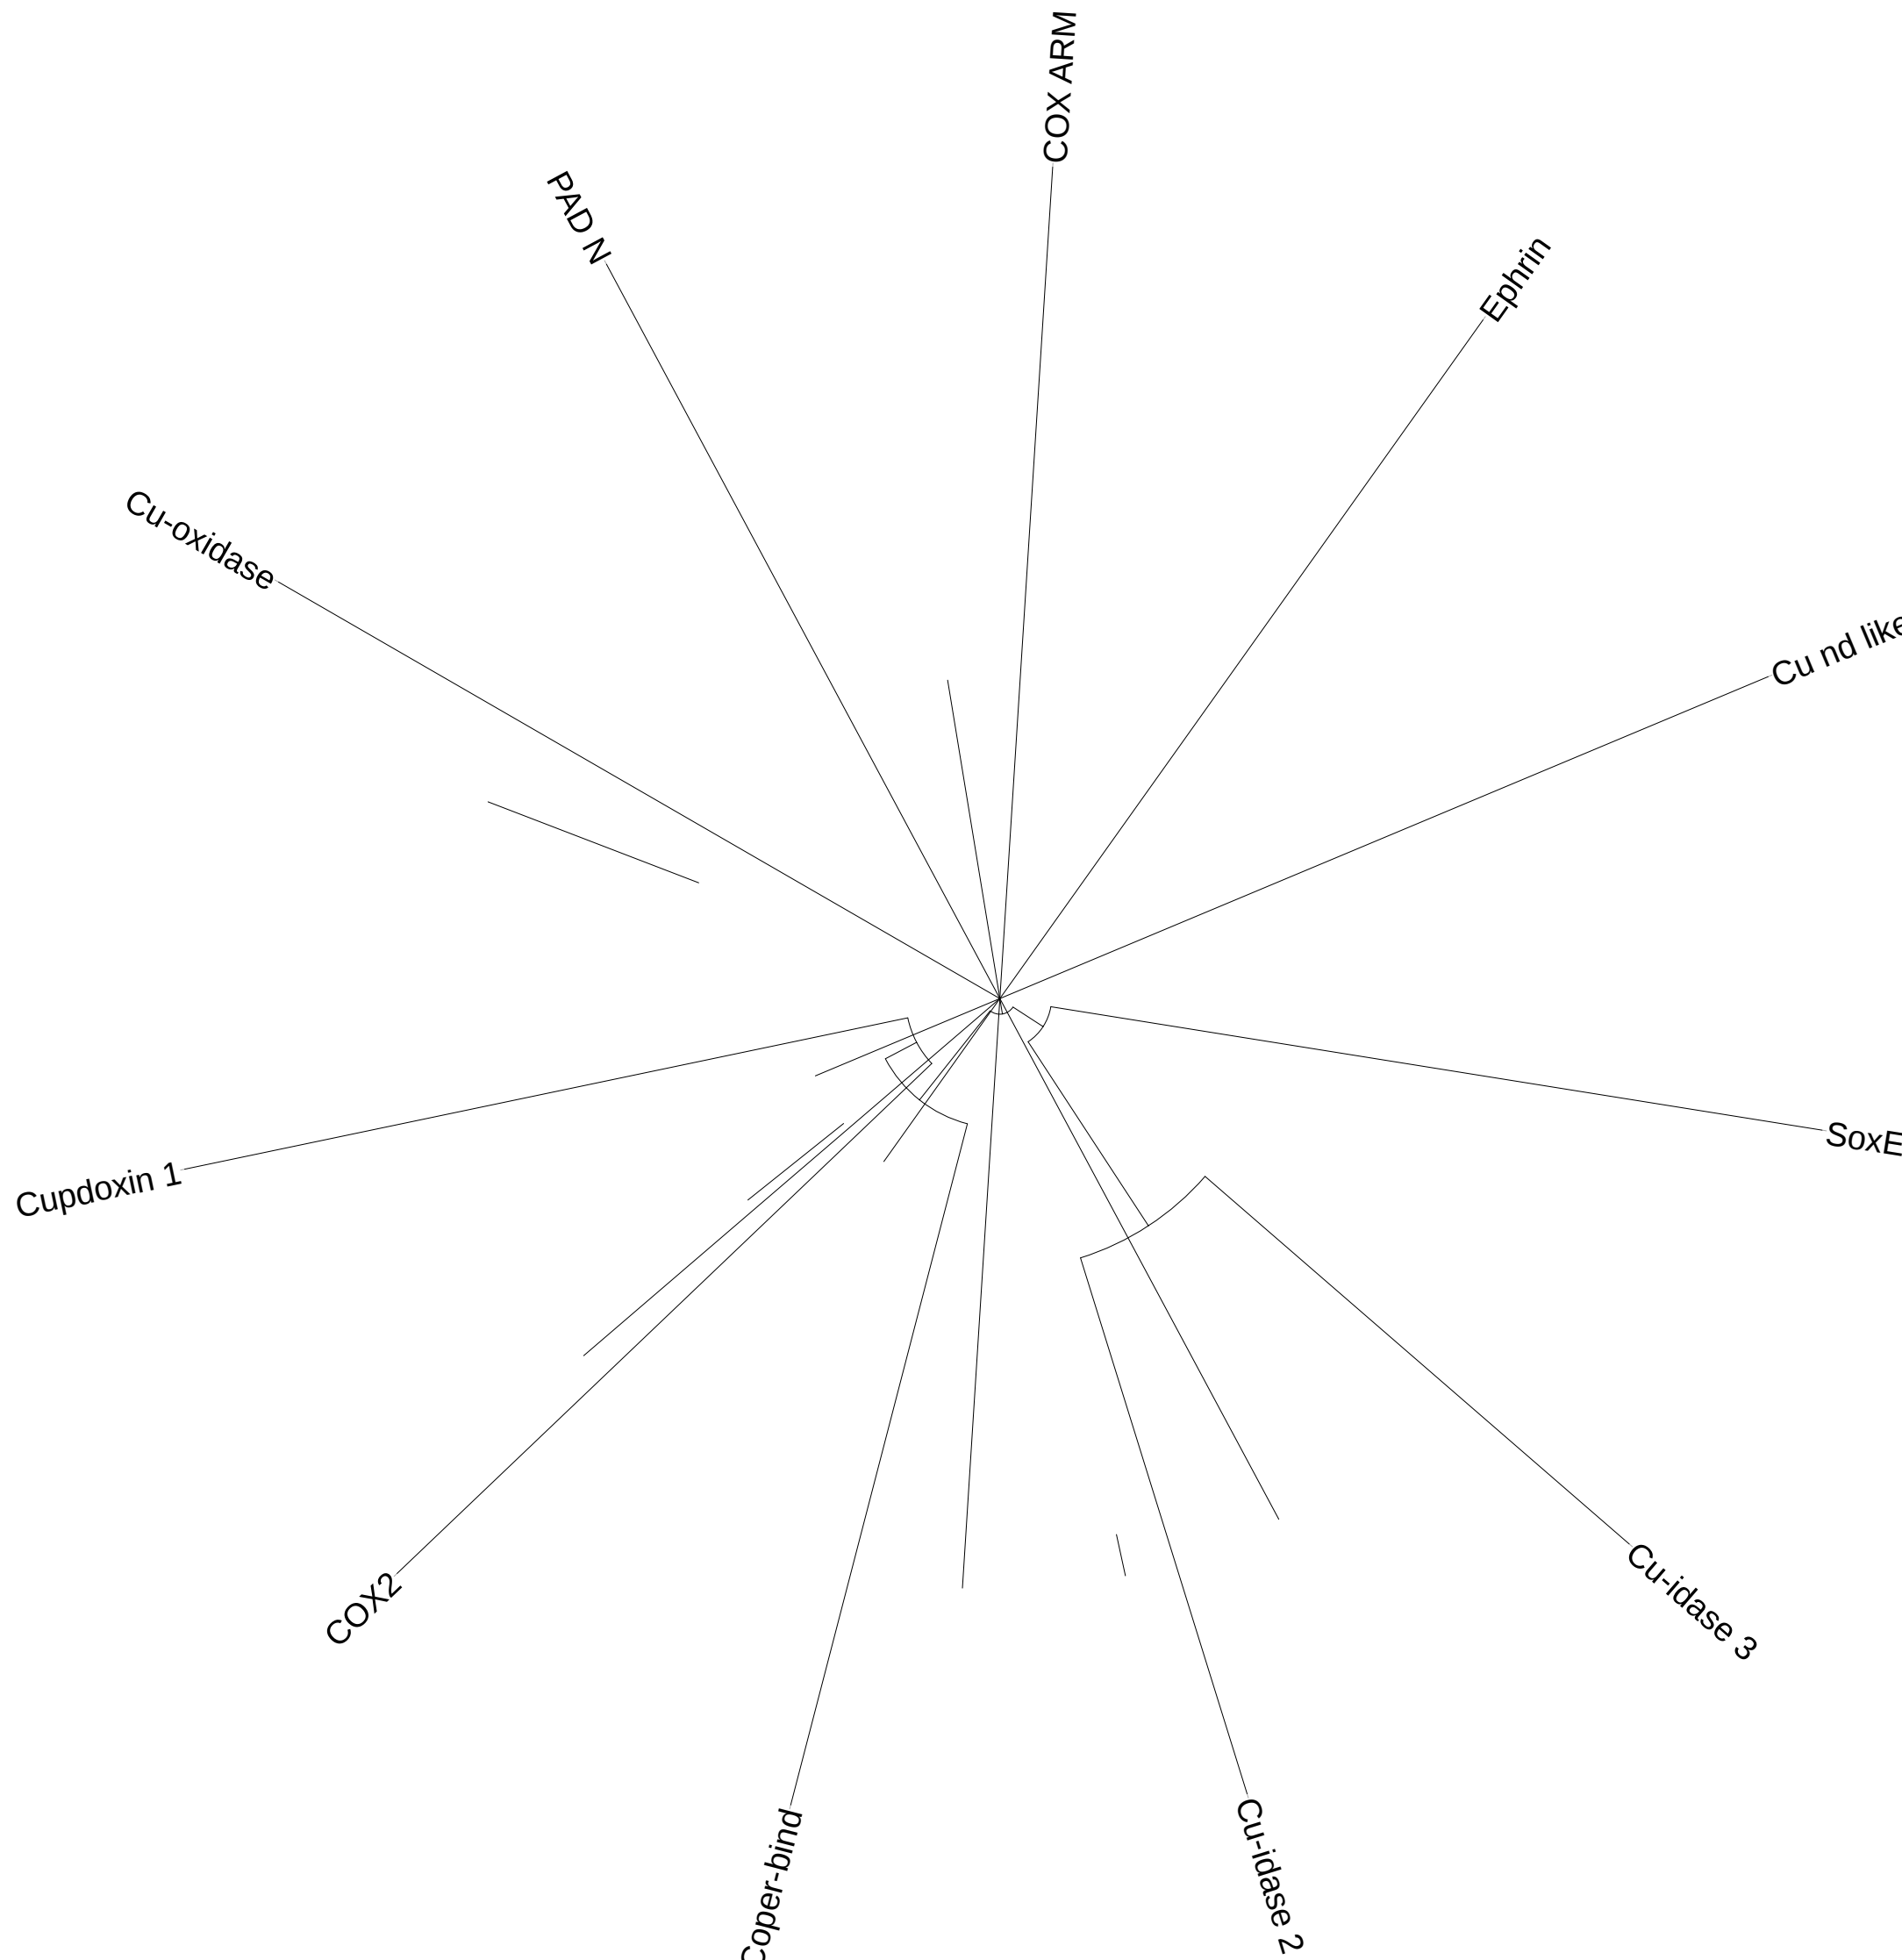 COX ARM
PAD N
Ephrin
Cu-oxidase
Cu nd like
SoxE
Cupdoxin 1
Cu-idase 3
COX2
Cu-idase 2
Coper-bind